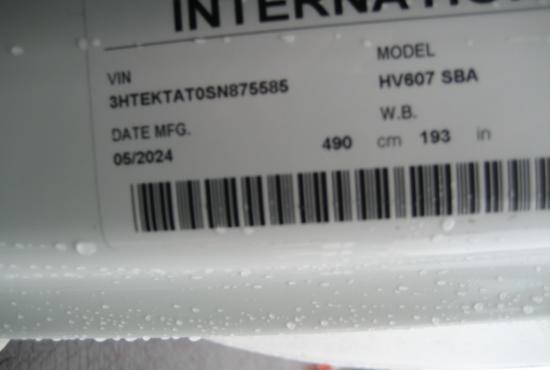 INTERNATIO
VIN
3HTEKTAT0SN875585
MODEL
HV607 SBA
DATE MFG.
05/2024
W.B.
490 cm 193 in